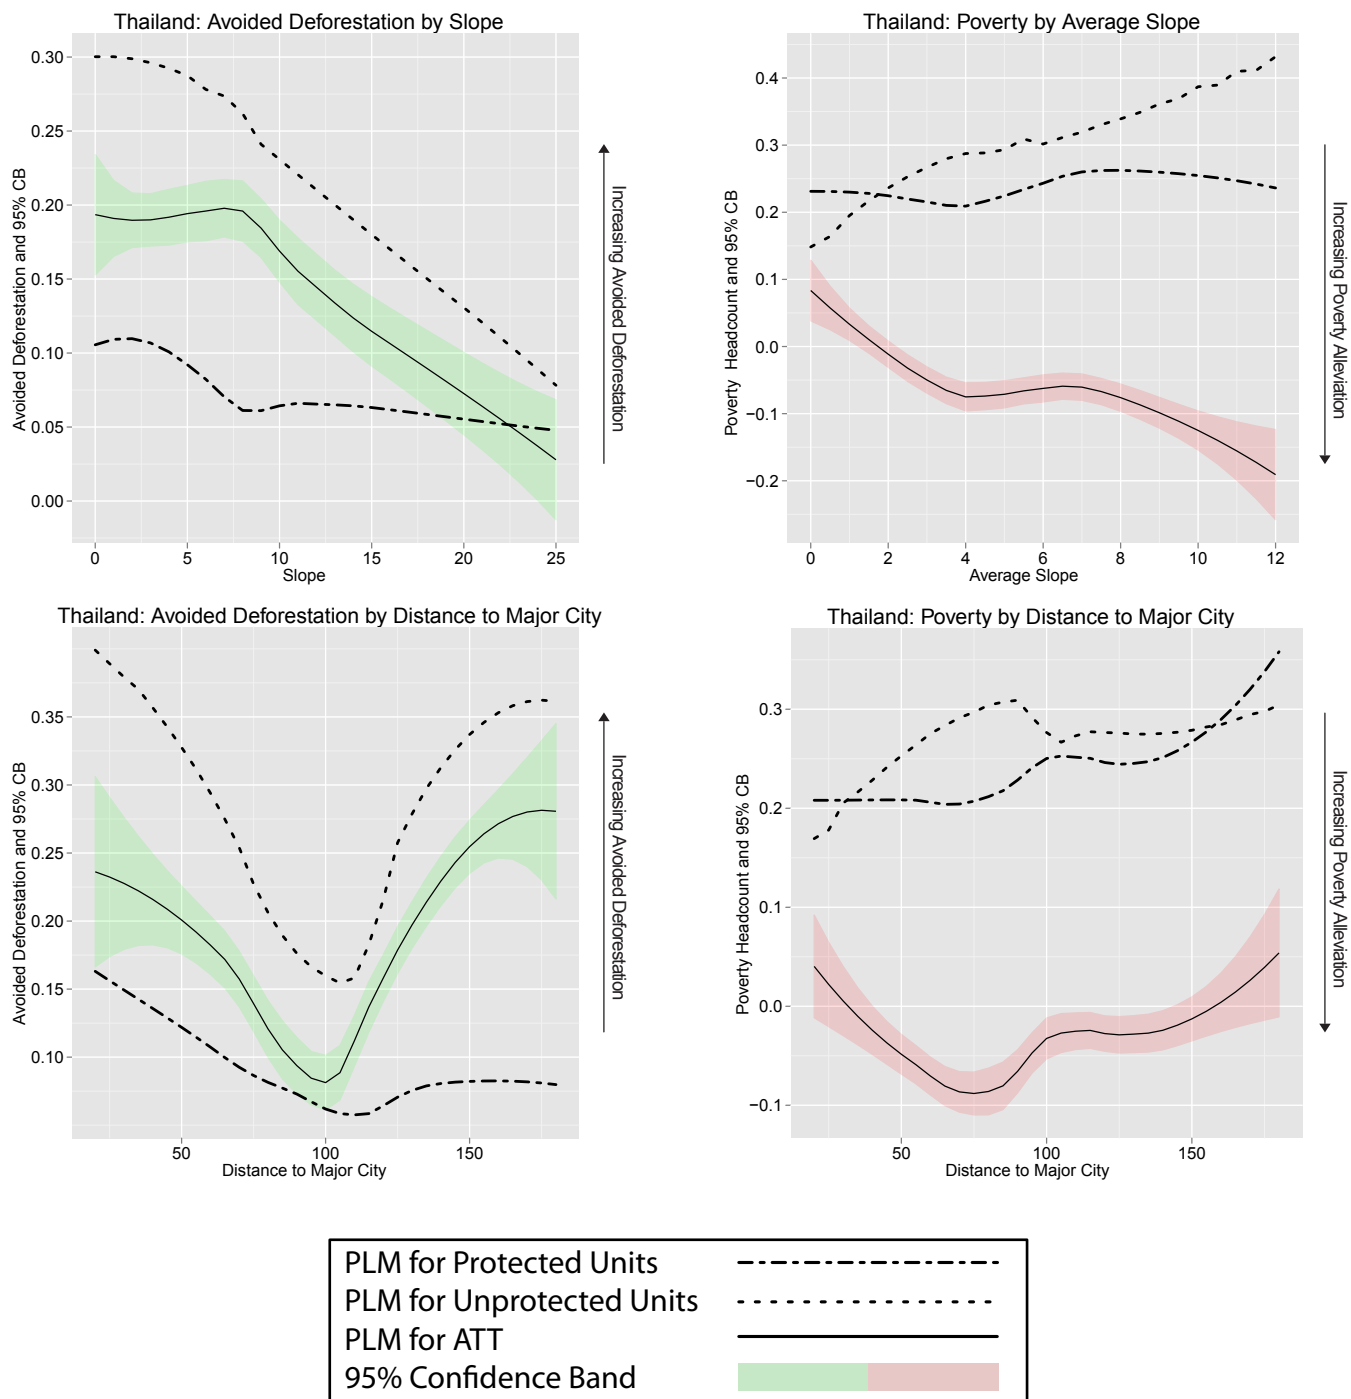 Thailand: Avoided Deforestation by Slope
Avoided Deforestation and 95% CB
0.30
0.25
0.20
0.15
0.10
0.05
0.00
0 5 10 15 20 25
Slope
Increasing Avoided Deforestation
Thailand: Poverty by Average Slope
Poverty Headcount and 95% CB
0.4
0.3
0.2
0.1
0.0
−0.1
−0.2
0 2 4 6 8 10 12
Average Slope
Increasing Poverty Alleviation
Thailand: Avoided Deforestation by Distance to Major City
Avoided Deforestation and 95% CB
0.35
0.30
0.25
0.20
0.15
0.10
50 100 150
Distance to Major City
Increasing Avoided Deforestation
Thailand: Poverty by Distance to Major City
Poverty Headcount and 95% CB
0.3
0.2
0.1
0.0
−0.1
50 100 150
Distance to Major City
Increasing Poverty Alleviation
PLM for Protected Units
PLM for Unprotected Units
PLM for ATT
95% Confidence Band